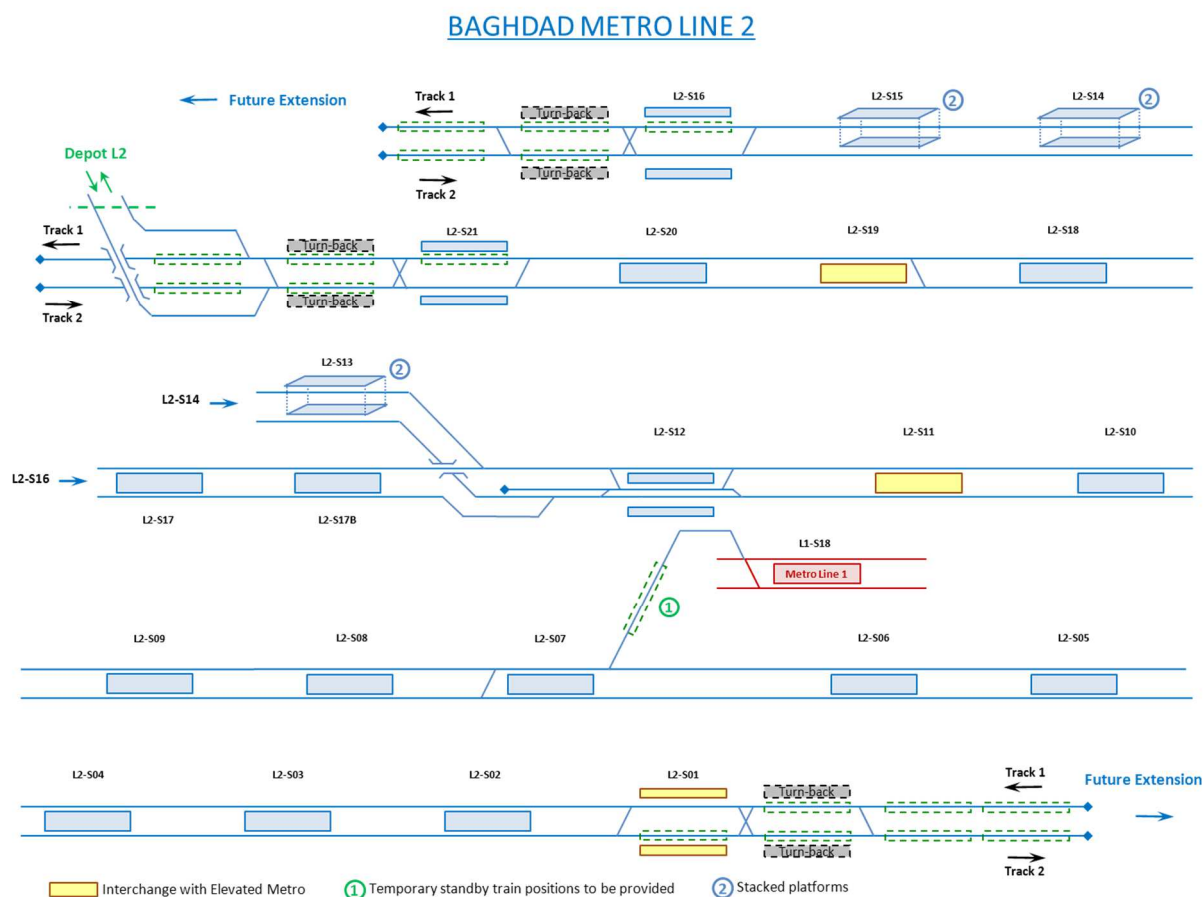 BAGHDAD METRO LINE 2
Future Extension
Track 1
Turn-back
L2-S16
L2-S15
2
L2-S14
2
Turn-back
Track 2
Depot L2
Track 1
Turn-back
L2-S21
L2-S20
L2-S19
L2-S18
Turn-back
Track 2
L2-S13
2
L2-S14
L2-S12
L2-S11
L2-S10
L2-S16
L2-S17
L2-S17B
L1-S18
Metro Line 1
1
L2-S09
L2-S08
L2-S07
L2-S06
L2-S05
L2-S04
L2-S03
L2-S02
L2-S01
Turn-back
Track 1
Future Extension
Turn-back
Track 2
Interchange with Elevated Metro
1 Temporary standby train positions to be provided
2 Stacked platforms